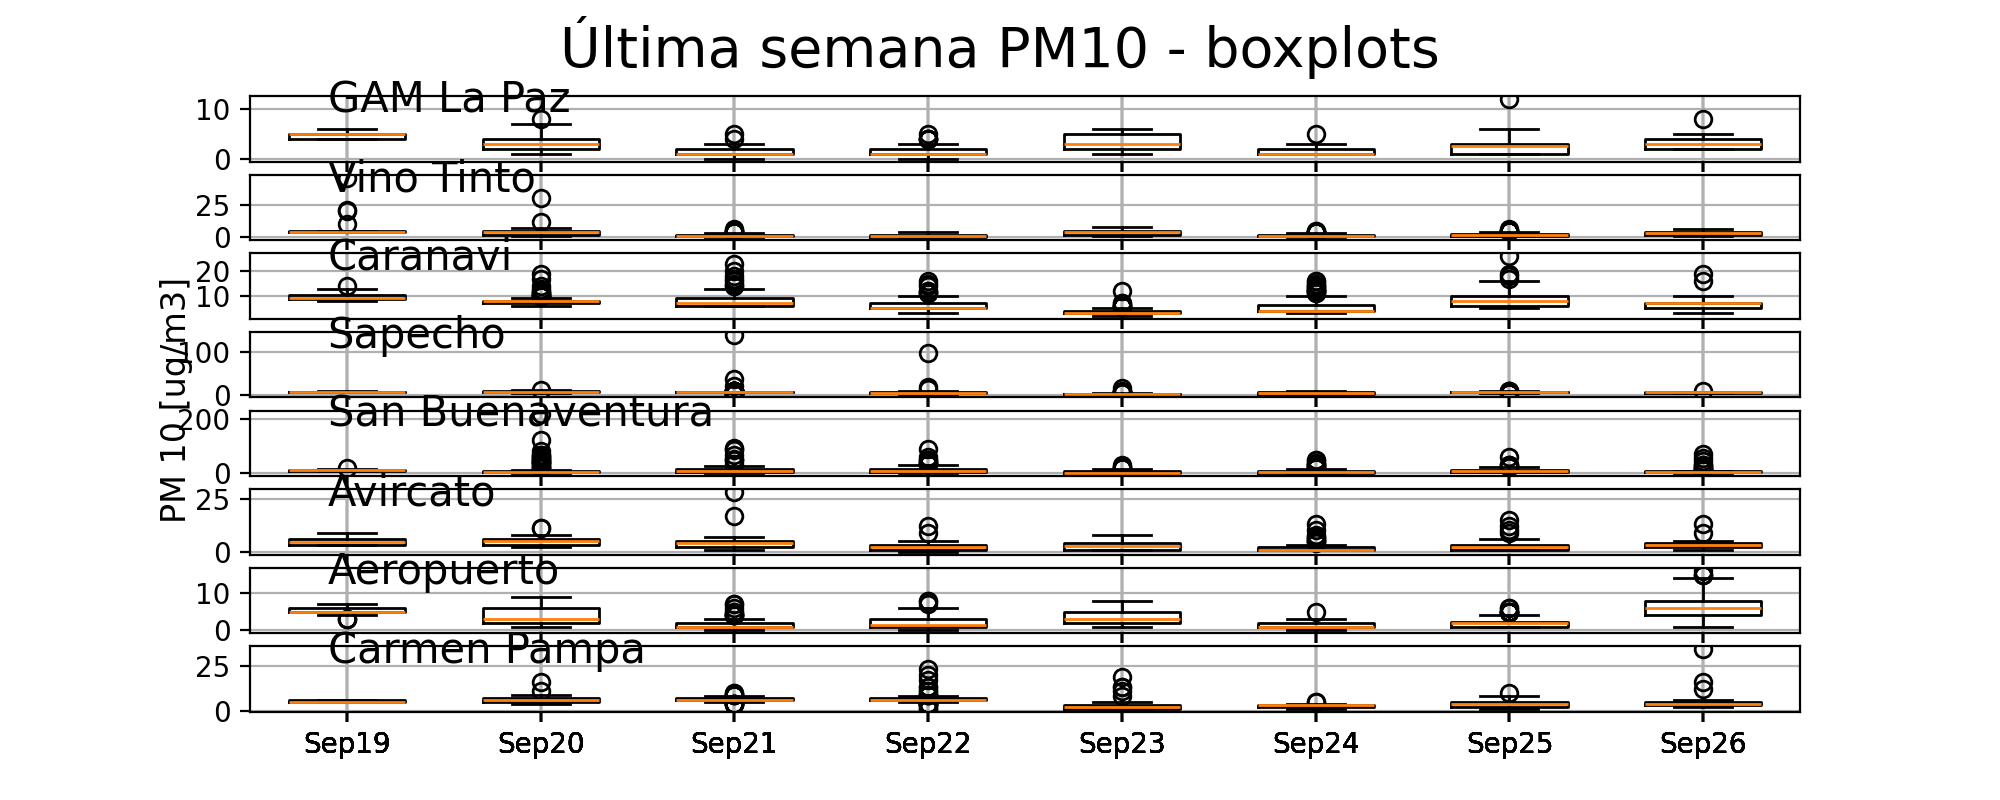 Última semana PM10 - boxplots
GAM La Paz
10
0
Vino Tinto
25
0
Caranavi
20
10
Sapecho
100
0
San Buenaventura
200
0
Avircato
25
0
Aeropuerto
10
0
Carmen Pampa
25
0
PM 10 [ug/m3]
Sep19 Sep20 Sep21 Sep22 Sep23 Sep24 Sep25 Sep26